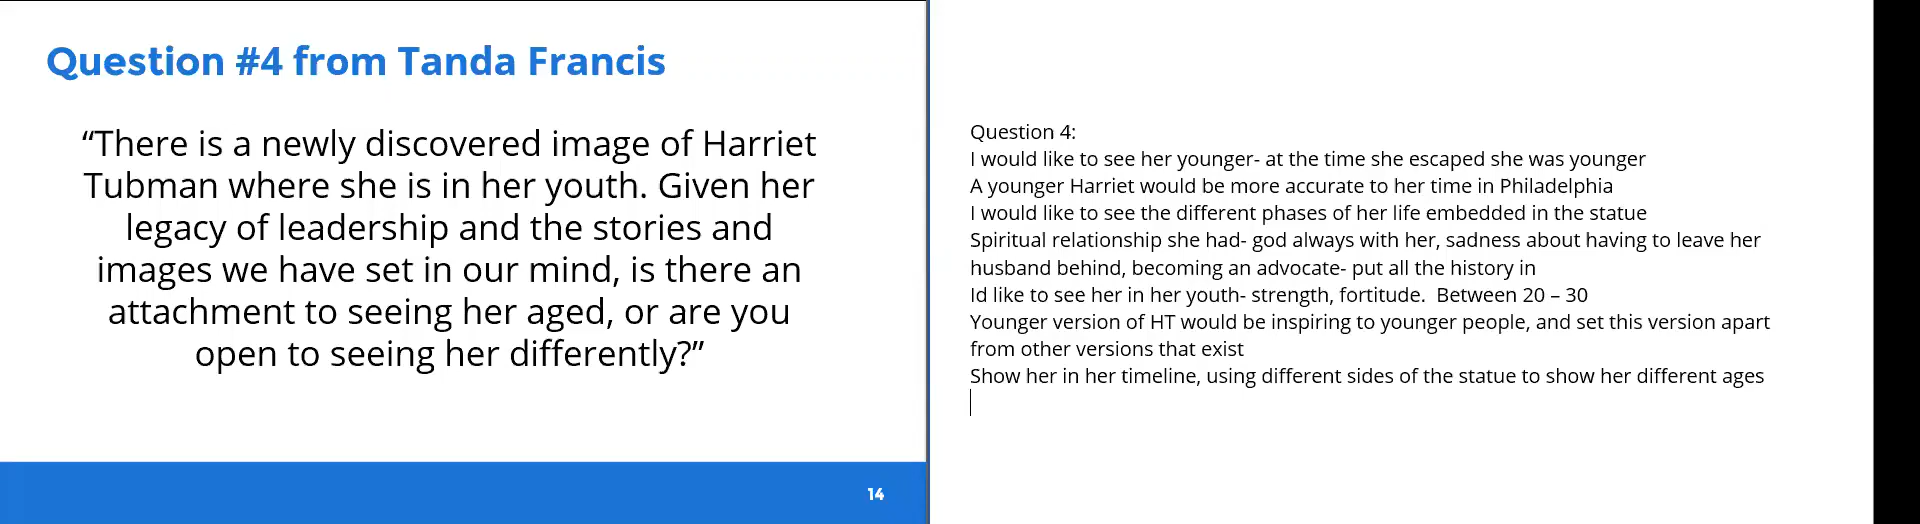 Question #4 from Tanda Francis
“There is a newly discovered image of Harriet
Tubman where she is in her youth. Given her
legacy of leadership and the stories and
images we have set in our mind, is there an
attachment to seeing her aged, or are you
open to seeing her differently?”
14
Question 4:
I would like to see her younger- at the time she escaped she was younger
A younger Harriet would be more accurate to her time in Philadelphia
I would like to see the different phases of her life embedded in the statue
Spiritual relationship she had- god always with her, sadness about having to leave her
husband behind, becoming an advocate- put all the history in
Id like to see her in her youth- strength, fortitude.  Between 20 – 30
Younger version of HT would be inspiring to younger people, and set this version apart
from other versions that exist
Show her in her timeline, using different sides of the statue to show her different ages